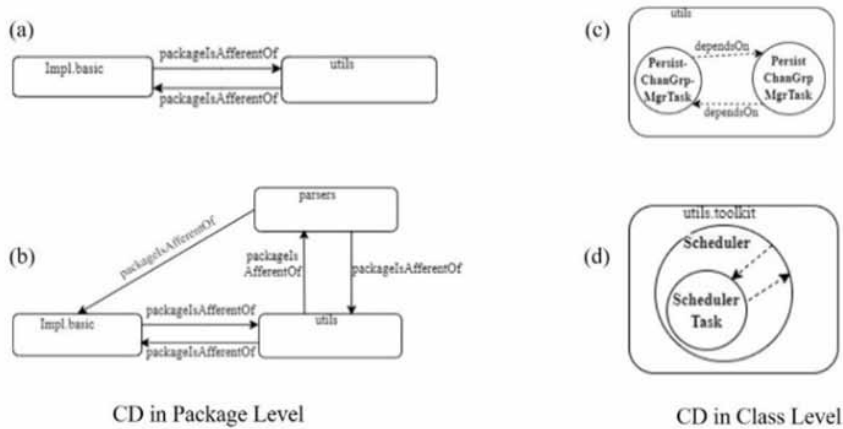 (a)
packageIsAfferentOf
Impl.basic
utils
packageIsAfferentOf
(b)
parsers
packageIsAfferentOf
packageIs
AfferentOf
packageIsAfferentOf
packageIsAfferentOf
Impl.basic
utils
packageIsAfferentOf
CD in Package Level
(c)
utils
dependsOn
Persist-
ChanGrp-
MgrTask
Persist
ChanGrp
MgrTask
dependsOn
(d)
utils.toolkit
Scheduler
Scheduler
Task
CD in Class Level